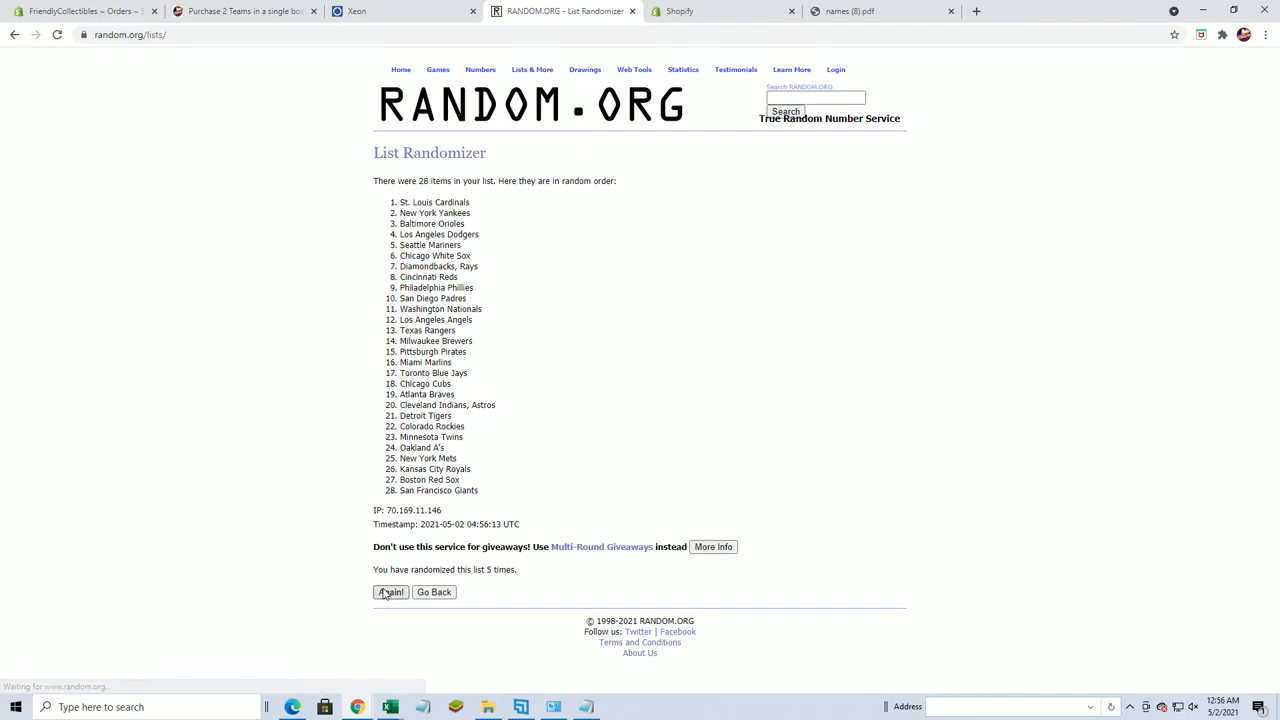 FriendlyCollectibles ~ Orders ~ S
Purchase 2 Teams in a single box
Xeon
RANDOM.ORG - List Randomizer
Shopify
names (8).pdf
random.org/lists/
Home Games Numbers Lists & More Drawings Web Tools Statistics Testimonials Learn More Login
Search RANDOM.ORG
RANDOM.ORG
Search
True Random Number Service
List Randomizer
There were 28 items in your list. Here they are in random order:
1. St. Louis Cardinals
2. New York Yankees
3. Baltimore Orioles
4. Los Angeles Dodgers
5. Seattle Mariners
6. Chicago White Sox
7. Diamondbacks, Rays
8. Cincinnati Reds
9. Philadelphia Phillies
10. San Diego Padres
11. Washington Nationals
12. Los Angeles Angels
13. Texas Rangers
14. Milwaukee Brewers
15. Pittsburgh Pirates
16. Miami Marlins
17. Toronto Blue Jays
18. Chicago Cubs
19. Atlanta Braves
20. Cleveland Indians, Astros
21. Detroit Tigers
22. Colorado Rockies
23. Minnesota Twins
24. Oakland A's
25. New York Mets
26. Kansas City Royals
27. Boston Red Sox
28. San Francisco Giants
IP: 70.169.11.146
Timestamp: 2021-05-02 04:56:13 UTC
Don't use this service for giveaways! Use Multi-Round Giveaways instead More Info
You have randomized this list 5 times.
Again! Go Back
© 1998-2021 RANDOM.ORG
Follow us: Twitter | Facebook
Terms and Conditions
About Us
Waiting for www.random.org...
Type here to search
Address
12:56 AM
5/2/2021